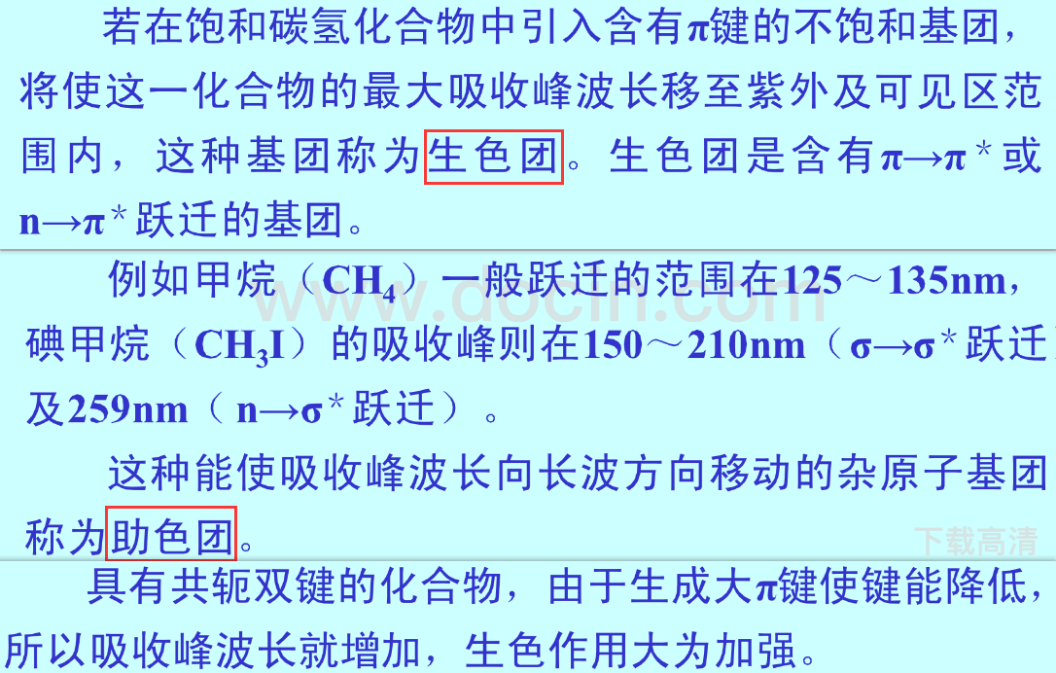 若在饱和碳氢化合物中引入含有π键的不饱和基团，
将使这一化合物的最大吸收峰波长移至紫外及可见区范
围内，这种基团称为生色团。生色团是含有π→π*或
n→π*跃迁的基团。
例如甲烷（CH4）一般跃迁的范围在125～135nm，
碘甲烷（CH3I）的吸收峰则在150～210nm（σ→σ*跃迁）
及259nm（n→σ*跃迁）。
这种能使吸收峰波长向长波方向移动的杂原子基团
称为助色团。
下载高清
具有共轭双键的化合物，由于生成大π键使键能降低，
所以吸收峰波长就增加，生色作用大为加强。
www.docin.com